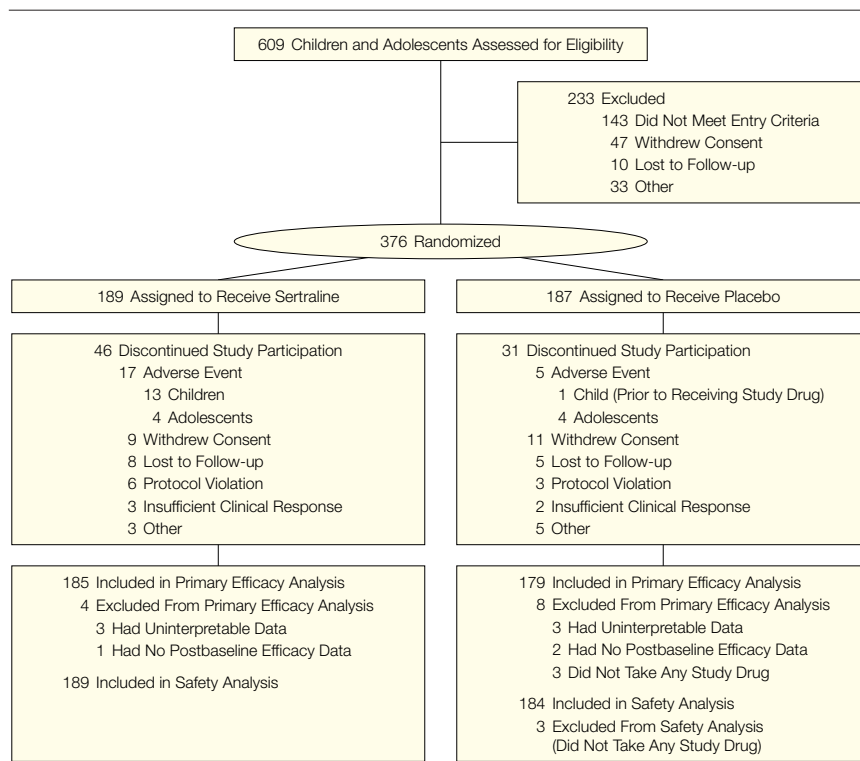 609 Children and Adolescents Assessed for Eligibility
233 Excluded
143 Did Not Meet Entry Criteria
47 Withdrew Consent
10 Lost to Follow-up
33 Other
376 Randomized
189 Assigned to Receive Sertraline
46 Discontinued Study Participation
17 Adverse Event
13 Children
4 Adolescents
9 Withdrew Consent
8 Lost to Follow-up
6 Protocol Violation
3 Insufficient Clinical Response
3 Other
185 Included in Primary Efficacy Analysis
4 Excluded From Primary Efficacy Analysis
3 Had Uninterpretable Data
1 Had No Postbaseline Efficacy Data
189 Included in Safety Analysis
187 Assigned to Receive Placebo
31 Discontinued Study Participation
5 Adverse Event
1 Child (Prior to Receiving Study Drug)
4 Adolescents
11 Withdrew Consent
5 Lost to Follow-up
3 Protocol Violation
2 Insufficient Clinical Response
5 Other
179 Included in Primary Efficacy Analysis
8 Excluded From Primary Efficacy Analysis
3 Had Uninterpretable Data
2 Had No Postbaseline Efficacy Data
3 Did Not Take Any Study Drug
184 Included in Safety Analysis
3 Excluded From Safety Analysis
(Did Not Take Any Study Drug)